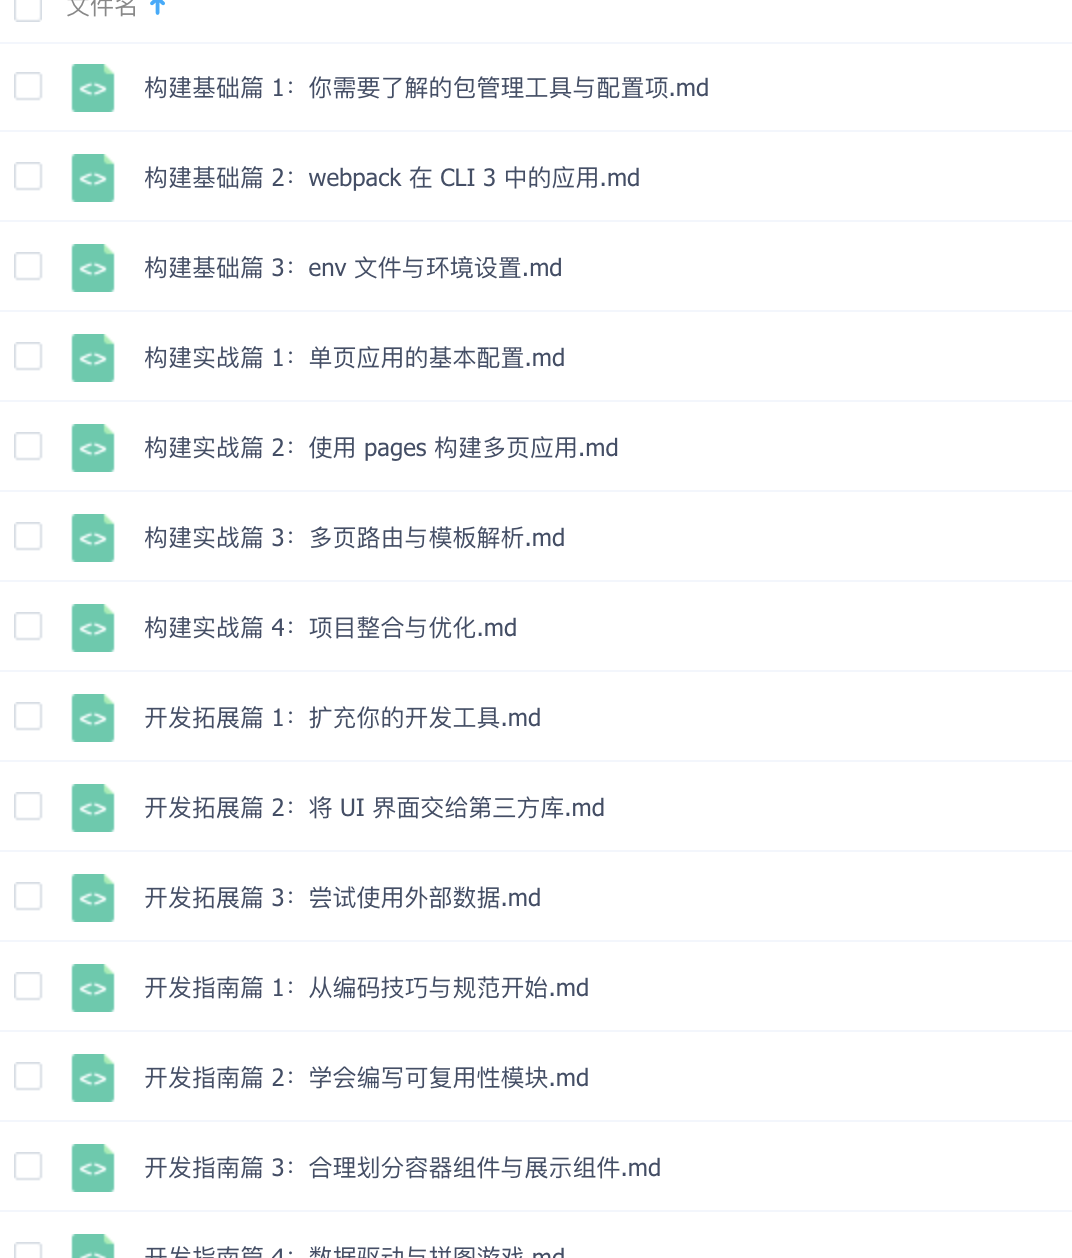 文件名
构建基础篇 1：你需要了解的包管理工具与配置项.md
构建基础篇 2：webpack 在 CLI 3 中的应用.md
构建基础篇 3：env 文件与环境设置.md
构建实战篇 1：单页应用的基本配置.md
构建实战篇 2：使用 pages 构建多页应用.md
构建实战篇 3：多页路由与模板解析.md
构建实战篇 4：项目整合与优化.md
开发拓展篇 1：扩充你的开发工具.md
开发拓展篇 2：将 UI 界面交给第三方库.md
开发拓展篇 3：尝试使用外部数据.md
开发指南篇 1：从编码技巧与规范开始.md
开发指南篇 2：学会编写可复用性模块.md
开发指南篇 3：合理划分容器组件与展示组件.md
开发指南篇 4：数据驱动与拼图游戏.md